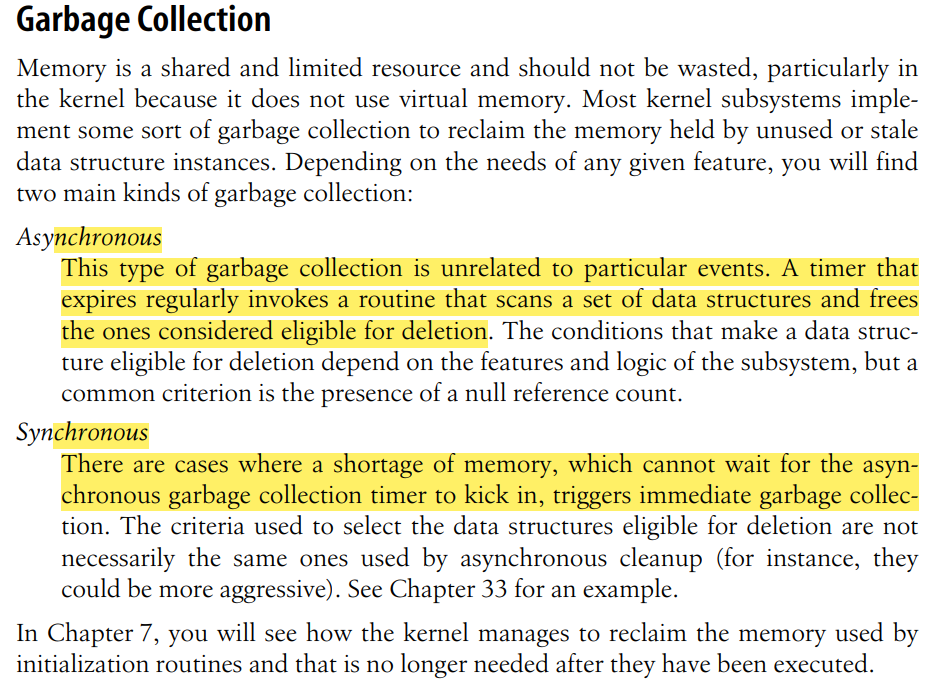 Garbage Collection
Memory is a shared and limited resource and should not be wasted, particularly in
the kernel because it does not use virtual memory. Most kernel subsystems imple-
ment some sort of garbage collection to reclaim the memory held by unused or stale
data structure instances. Depending on the needs of any given feature, you will find
two main kinds of garbage collection:
Asynchronous
This type of garbage collection is unrelated to particular events. A timer that
expires regularly invokes a routine that scans a set of data structures and frees
the ones considered eligible for deletion. The conditions that make a data struc-
ture eligible for deletion depend on the features and logic of the subsystem, but a
common criterion is the presence of a null reference count.
Synchronous
There are cases where a shortage of memory, which cannot wait for the asyn-
chronous garbage collection timer to kick in, triggers immediate garbage collec-
tion. The criteria used to select the data structures eligible for deletion are not
necessarily the same ones used by asynchronous cleanup (for instance, they
could be more aggressive). See Chapter 33 for an example.
In Chapter 7, you will see how the kernel manages to reclaim the memory used by
initialization routines and that is no longer needed after they have been executed.